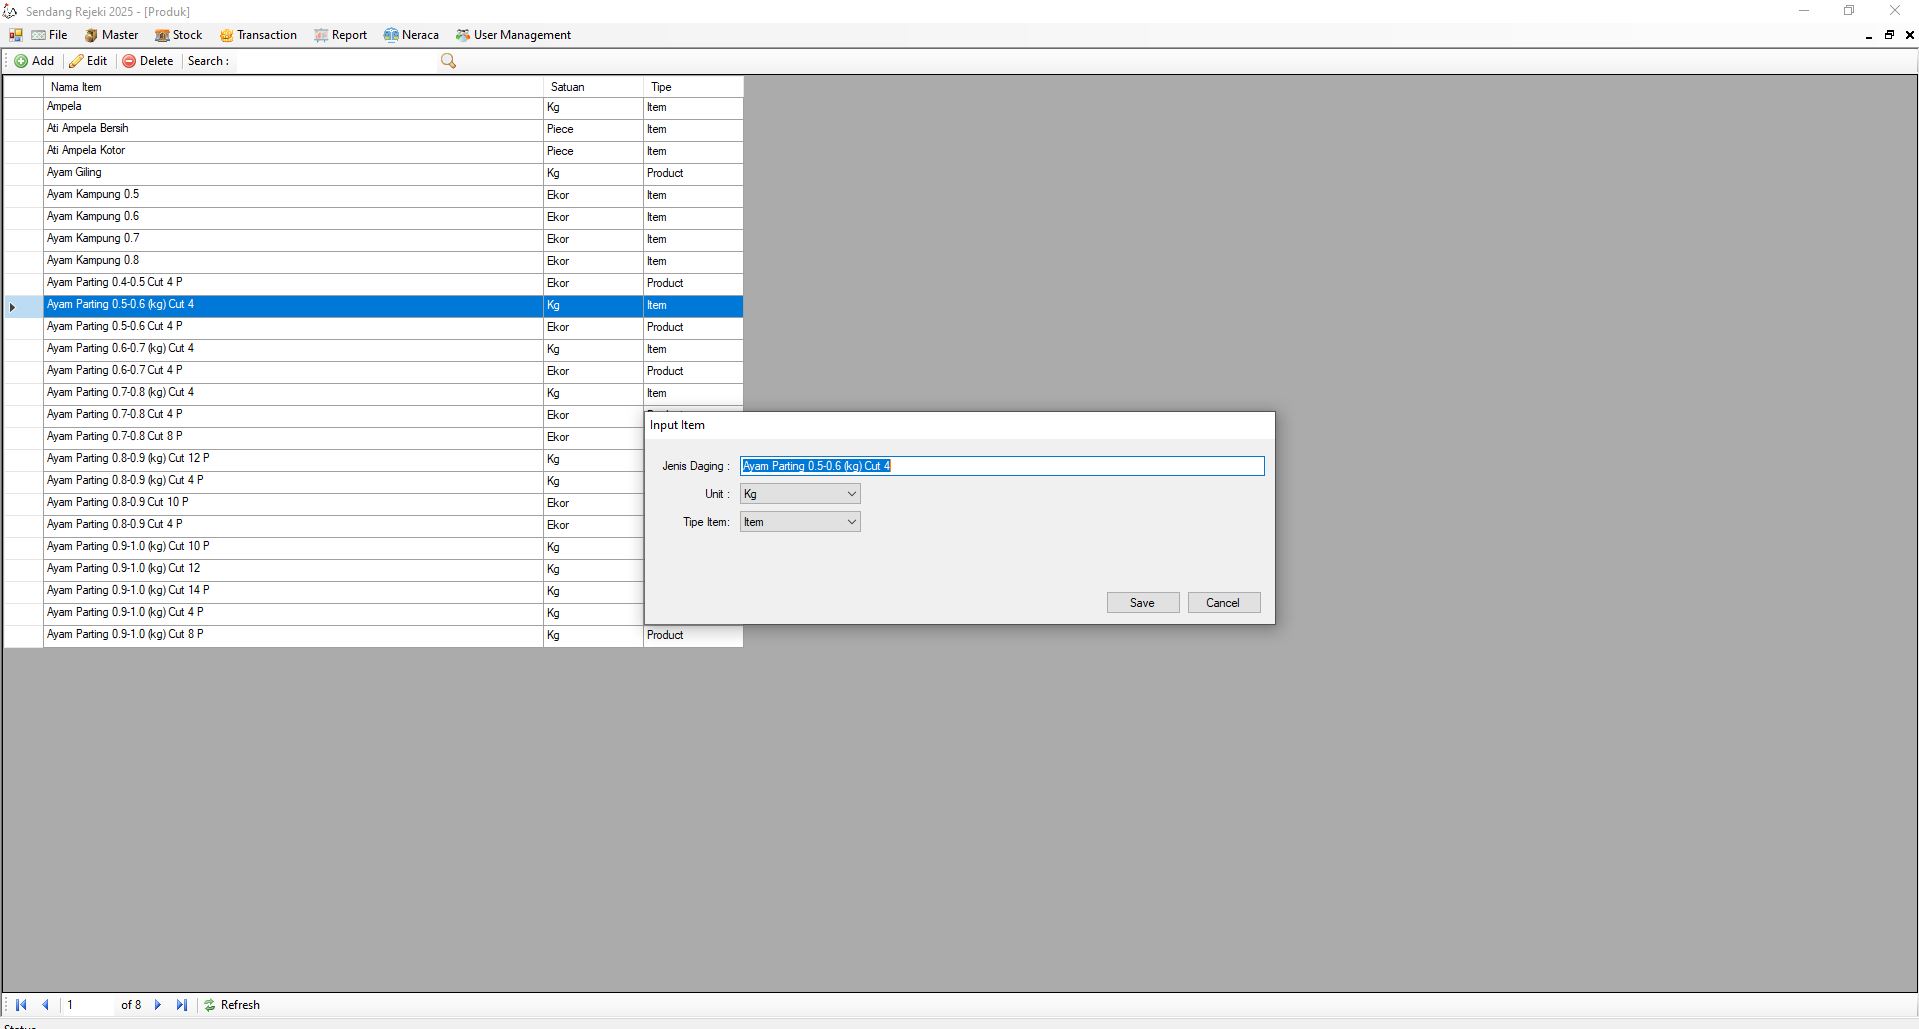 Sendang Rejeki 2025 - [Produk]
File Master Stock Transaction Report Neraca User Management
Add Edit Delete Search :
Nama Item Satuan Tipe
Ampela Kg Item
Ati Ampela Bersih Piece Item
Ati Ampela Kotor Piece Item
Ayam Giling Kg Product
Ayam Kampung 0.5 Ekor Item
Ayam Kampung 0.6 Ekor Item
Ayam Kampung 0.7 Ekor Item
Ayam Kampung 0.8 Ekor Item
Ayam Parting 0.4-0.5 Cut 4 P Ekor Product
Ayam Parting 0.5-0.6 (kg) Cut 4 Kg Item
Ayam Parting 0.5-0.6 Cut 4 P Ekor Product
Ayam Parting 0.6-0.7 (kg) Cut 4 Kg Item
Ayam Parting 0.6-0.7 Cut 4 P Ekor Product
Ayam Parting 0.7-0.8 (kg) Cut 4 Kg Item
Ayam Parting 0.7-0.8 Cut 4 P Ekor
Ayam Parting 0.7-0.8 Cut 8 P Ekor
Ayam Parting 0.8-0.9 (kg) Cut 12 P Kg
Ayam Parting 0.8-0.9 (kg) Cut 4 P Kg
Ayam Parting 0.8-0.9 Cut 10 P Ekor
Ayam Parting 0.8-0.9 Cut 4 P Ekor
Ayam Parting 0.9-1.0 (kg) Cut 10 P Kg
Ayam Parting 0.9-1.0 (kg) Cut 12 Kg
Ayam Parting 0.9-1.0 (kg) Cut 14 P Kg
Ayam Parting 0.9-1.0 (kg) Cut 4 P Kg
Ayam Parting 0.9-1.0 (kg) Cut 8 P Kg Product
Input Item
Jenis Daging : Ayam Parting 0.5-0.6 (kg) Cut 4
Unit : Kg
Tipe Item: Item
Save Cancel
1 of 8 Refresh